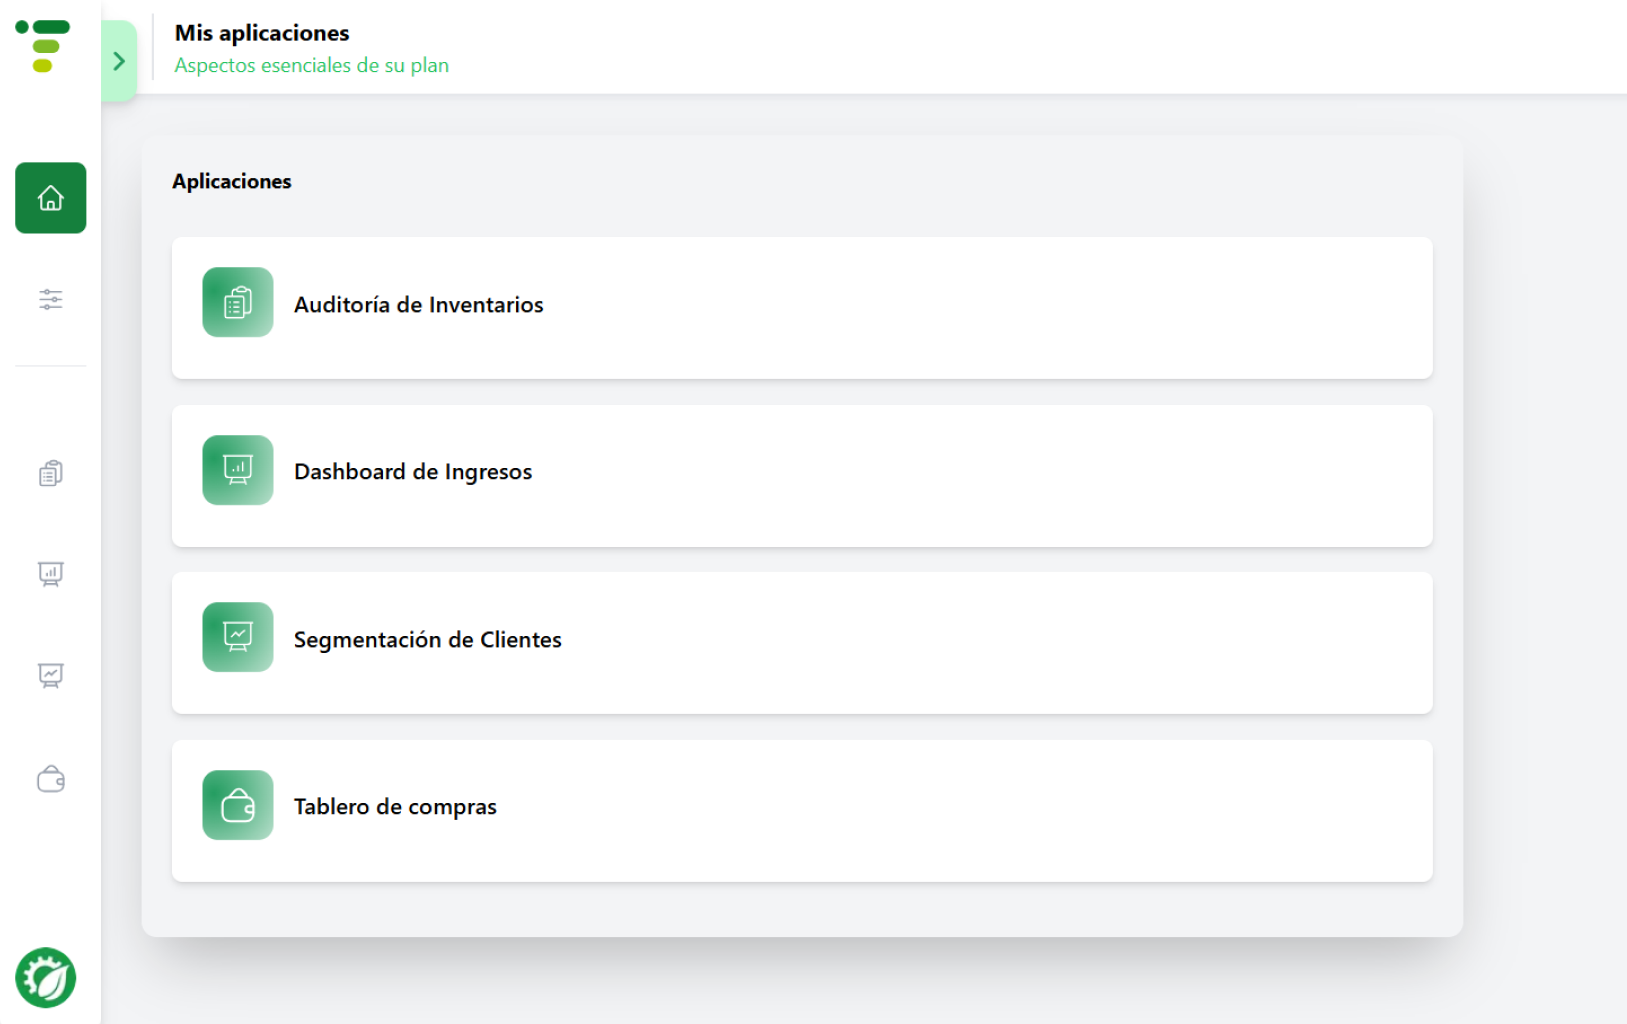 Mis aplicaciones
Aspectos esenciales de su plan
Aplicaciones
Auditoría de Inventarios
Dashboard de Ingresos
Segmentación de Clientes
Tablero de compras